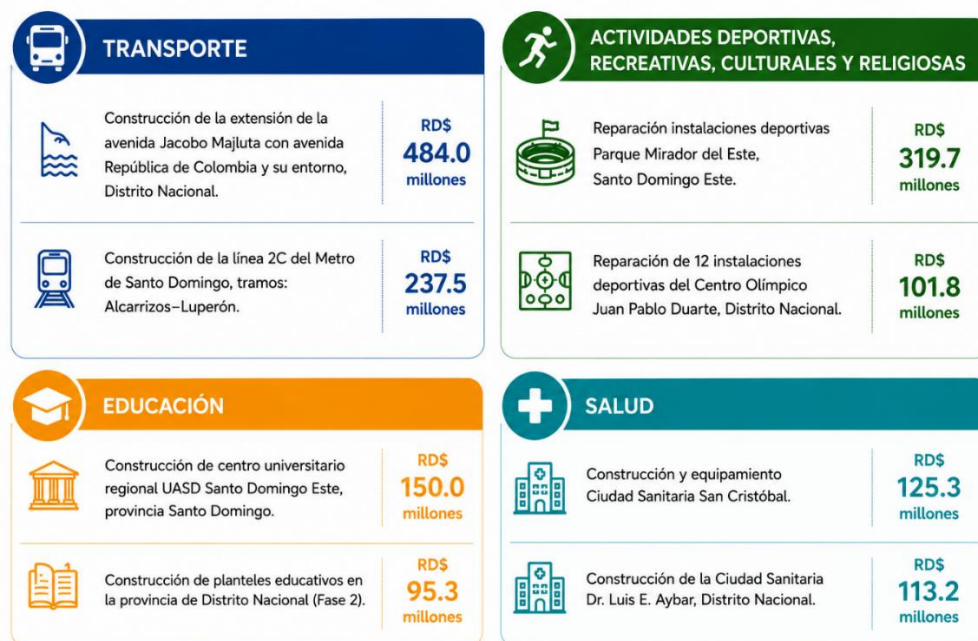 TRANSPORTE
Construcción de la extensión de la
avenida Jacobo Majluta con avenida
República de Colombia y su entorno,
Distrito Nacional.
RD$
484.0
millones
Construcción de la línea 2C del Metro
de Santo Domingo, tramos:
Alcarrizos–Luperón.
RD$
237.5
millones
ACTIVIDADES DEPORTIVAS,
RECREATIVAS, CULTURALES Y RELIGIOSAS
Reparación instalaciones deportivas
Parque Mirador del Este,
Santo Domingo Este.
RD$
319.7
millones
Reparación de 12 instalaciones
deportivas del Centro Olímpico
Juan Pablo Duarte, Distrito Nacional.
RD$
101.8
millones
EDUCACIÓN
Construcción de centro universitario
regional UASD Santo Domingo Este,
provincia Santo Domingo.
RD$
150.0
millones
Construcción de planteles educativos en
la provincia de Distrito Nacional (Fase 2).
RD$
95.3
millones
SALUD
Construcción y equipamiento
Ciudad Sanitaria San Cristóbal.
RD$
125.3
millones
Construcción de la Ciudad Sanitaria
Dr. Luis E. Aybar, Distrito Nacional.
RD$
113.2
millones